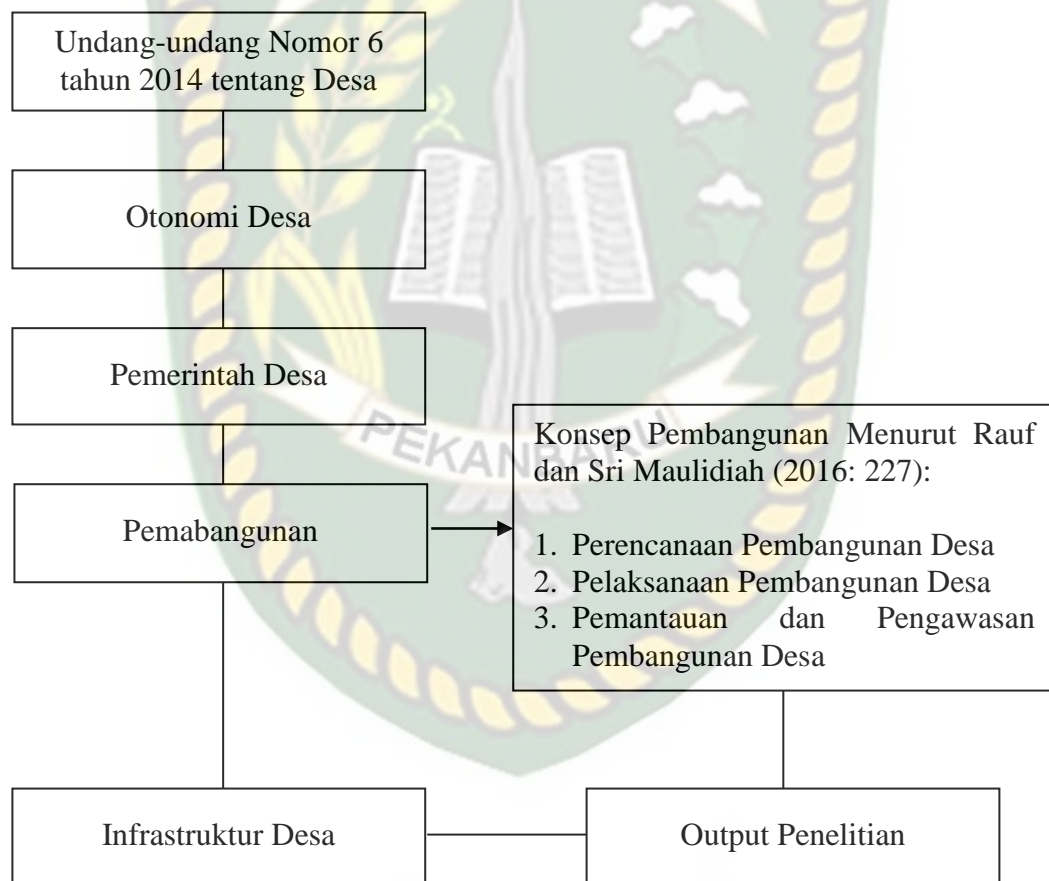 Undang-undang Nomor 6
tahun 2014 tentang Desa
Otonomi Desa
Pemerintah Desa
PEKANBARU
Pemabangunan
Konsep Pembangunan Menurut Rauf
dan Sri Maulidiah (2016: 227):
1. Perencanaan Pembangunan Desa
2. Pelaksanaan Pembangunan Desa
3. Pemantauan dan Pengawasan
Pembangunan Desa
Infrastruktur Desa
Output Penelitian